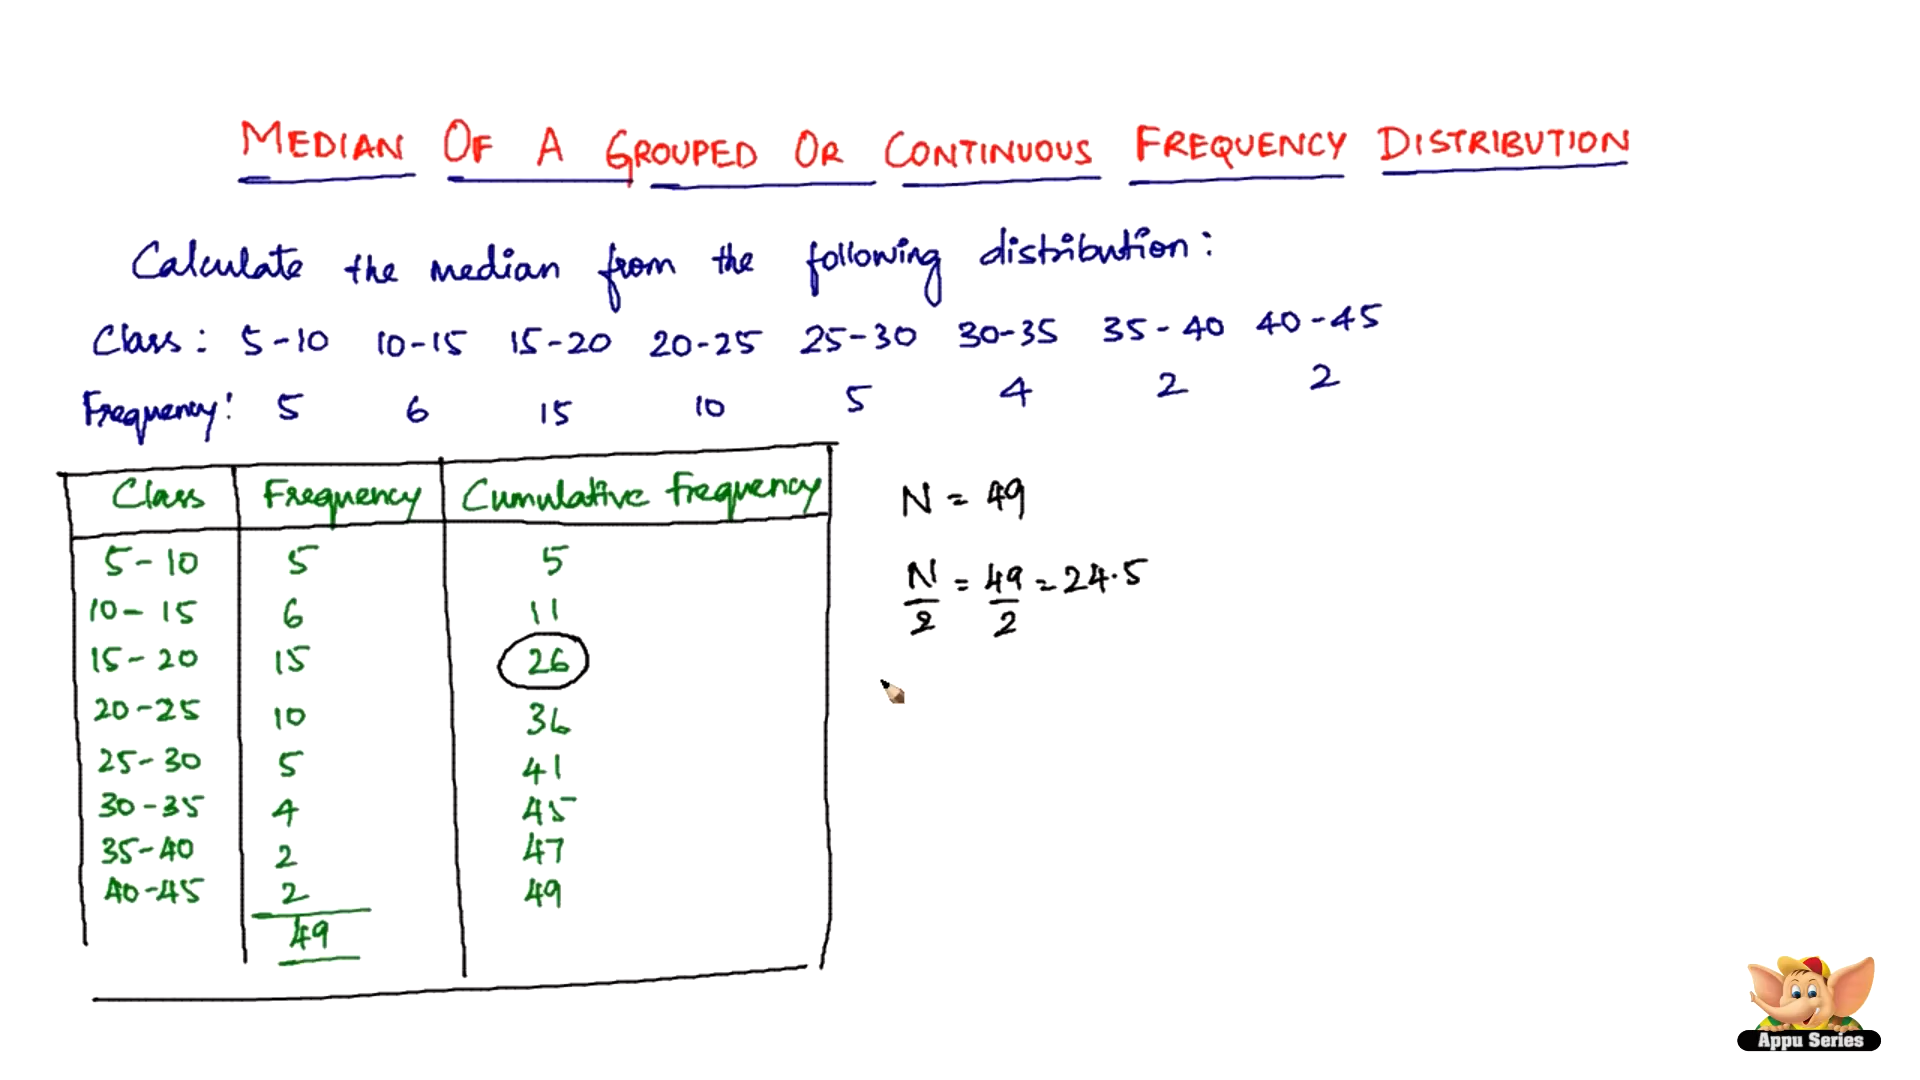 MEDIAN OF A GROUPED OR CONTINUOUS FREQUENCY DISTRIBUTION
Calculate the median from the following distribution:
Class: 5-10 10-15 15-20 20-25 25-30 30-35 35-40 40-45
Frequency: 5 6 15 10 5 4 2 2
Class Frequency Cumulative frequency
5-10 5 5
10-15 6 11
15-20 15 26
20-25 10 36
25-30 5 41
30-35 4 45
35-40 2 47
40-45 2 49
49
N = 49
N/2 = 49/2 = 24.5
Appu Series